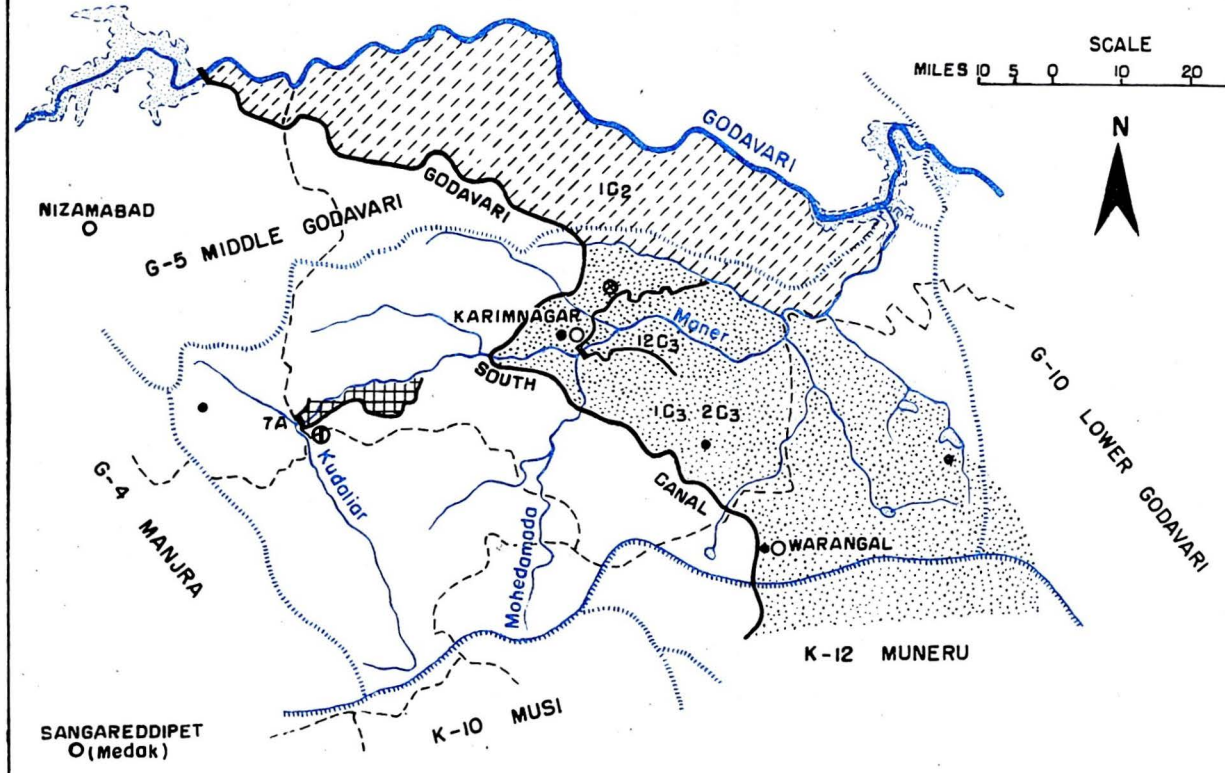 SCALE
MILES 10 5 0 10 20
N
GODAVARI
1C2
GODAVARI
NIZAMABAD
G-5 MIDDLE GODAVARI
KARIMNAGAR
Maner
12C3
SOUTH
1C3 2C3
G-10 LOWER GODAVARI
7A
Kudaliar
G-4 MANJRA
CANAL
Mohedamada
WARANGAL
K-12 MUNERU
K-10 MUSI
SANGAREDDIPET
(Medak)